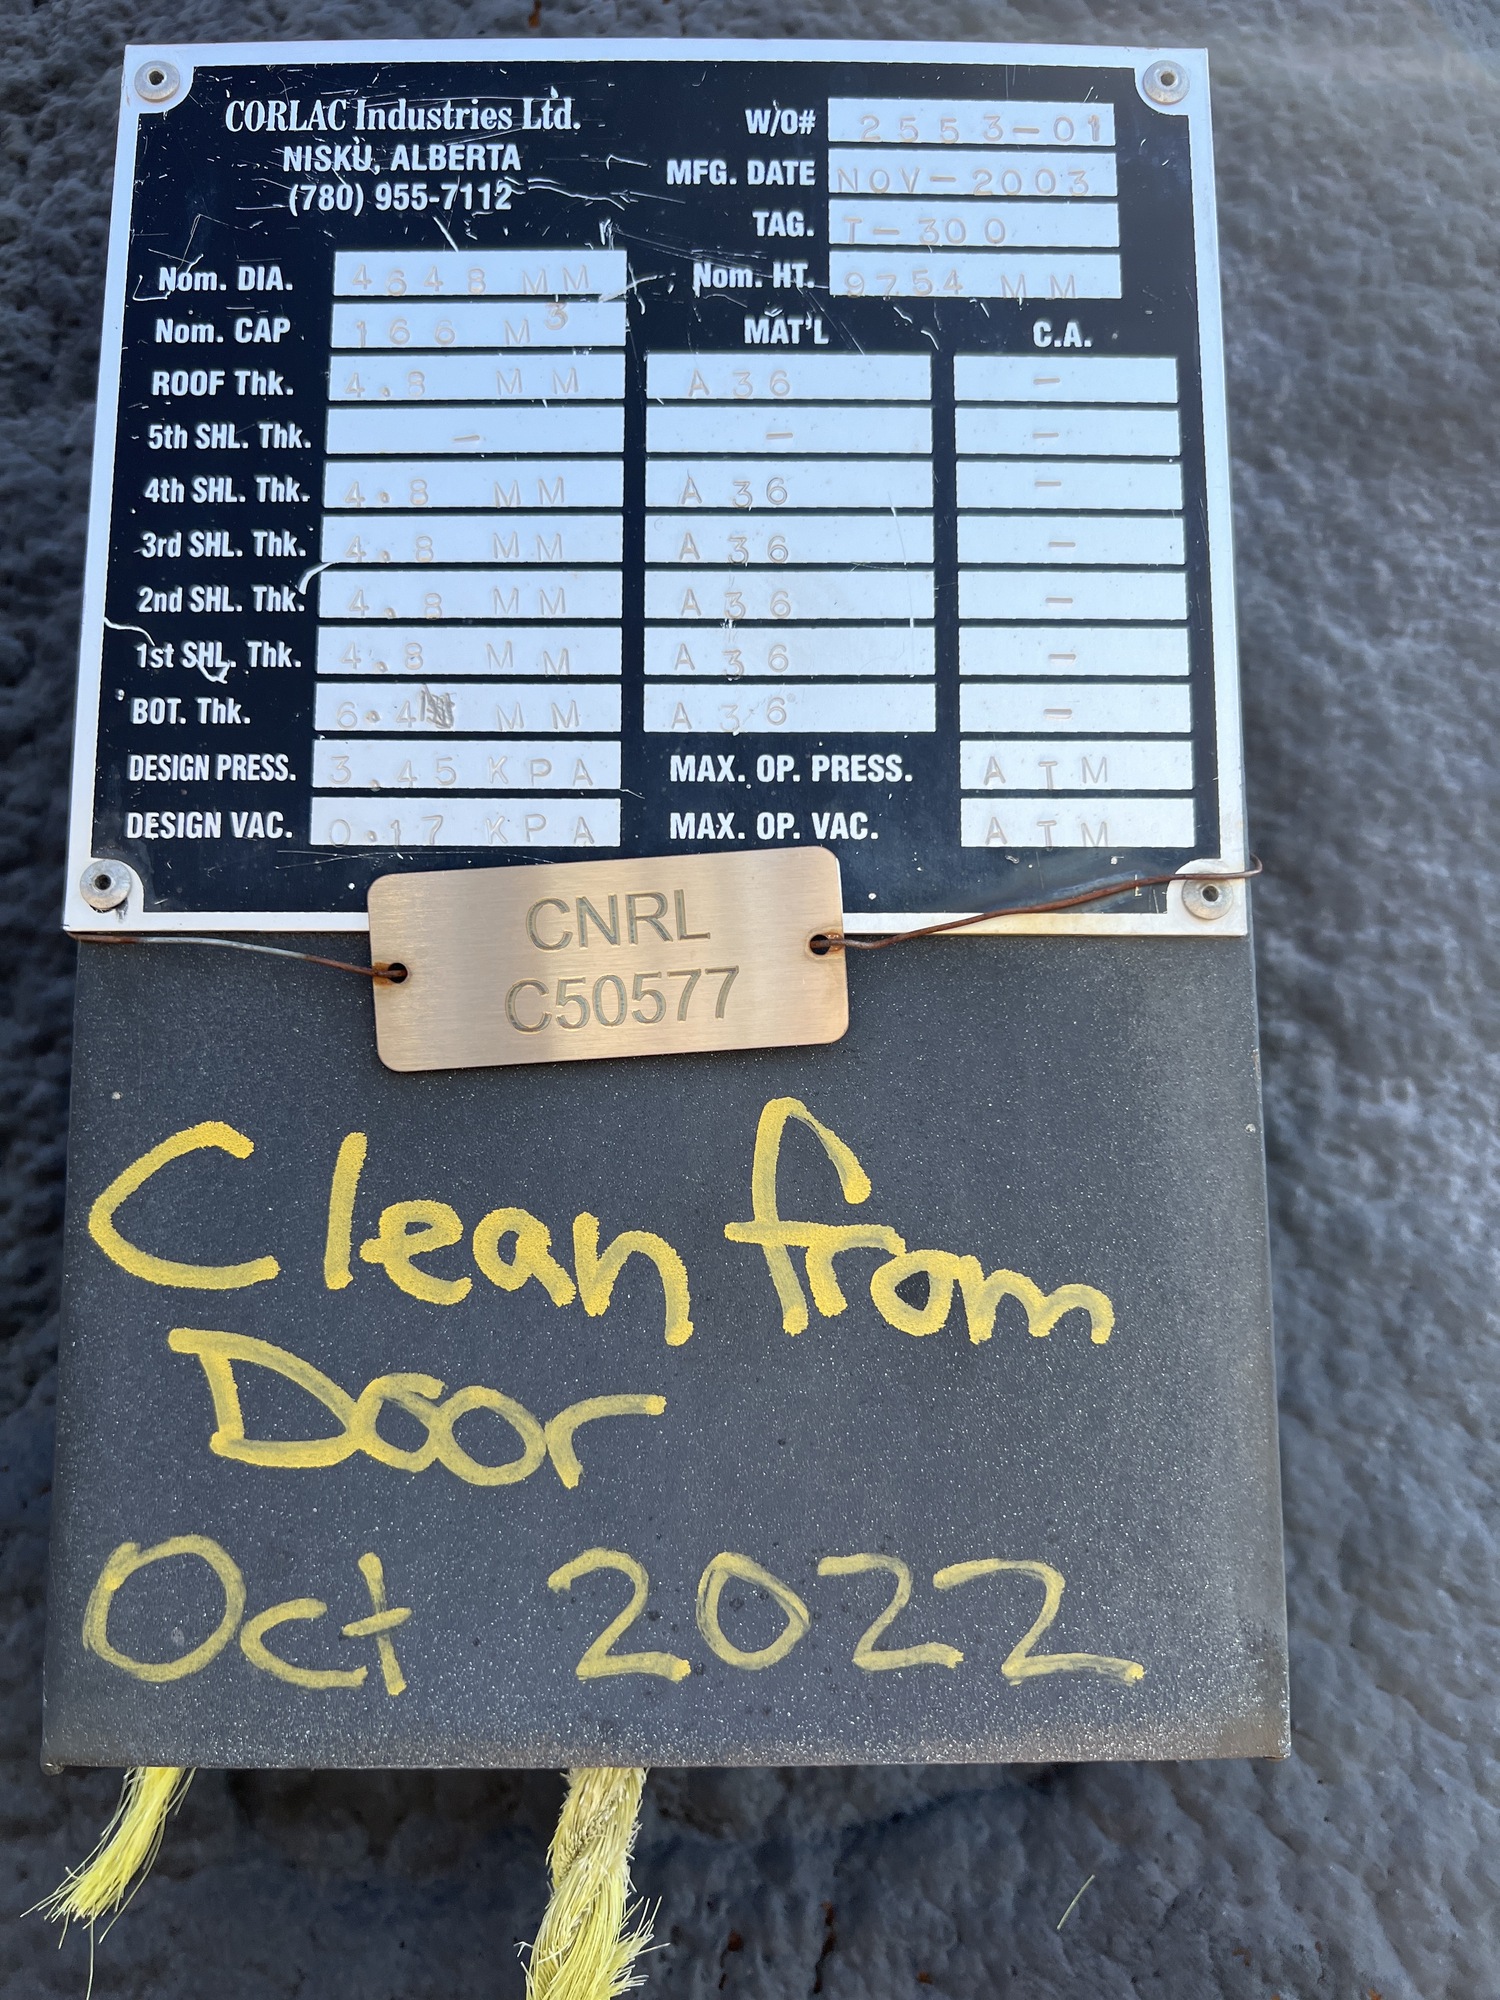 CORLAC Industries Ltd.
NISKU, ALBERTA
(780) 955-7112
W/O# 2553-01
MFG. DATE NOV-2003
TAG. T-300
Nom. DIA. 4648 MM Nom. HT. 9754 MM
Nom. CAP 166 M³ MAT'L C.A.
ROOF Thk. 4.8 MM A36 -
5th SHL. Thk. - - -
4th SHL. Thk. 4.8 MM A36 -
3rd SHL. Thk. 4.8 MM A36 -
2nd SHL. Thk. 4.8 MM A36 -
1st SHL. Thk. 4.8 MM A36 -
BOT. Thk. 6.4 MM A36 -
DESIGN PRESS. 3.45 KPA MAX. OP. PRESS. ATM
DESIGN VAC. 0.17 KPA MAX. OP. VAC. ATM
CNRL
C50577
Clean from
Door
Oct 2022